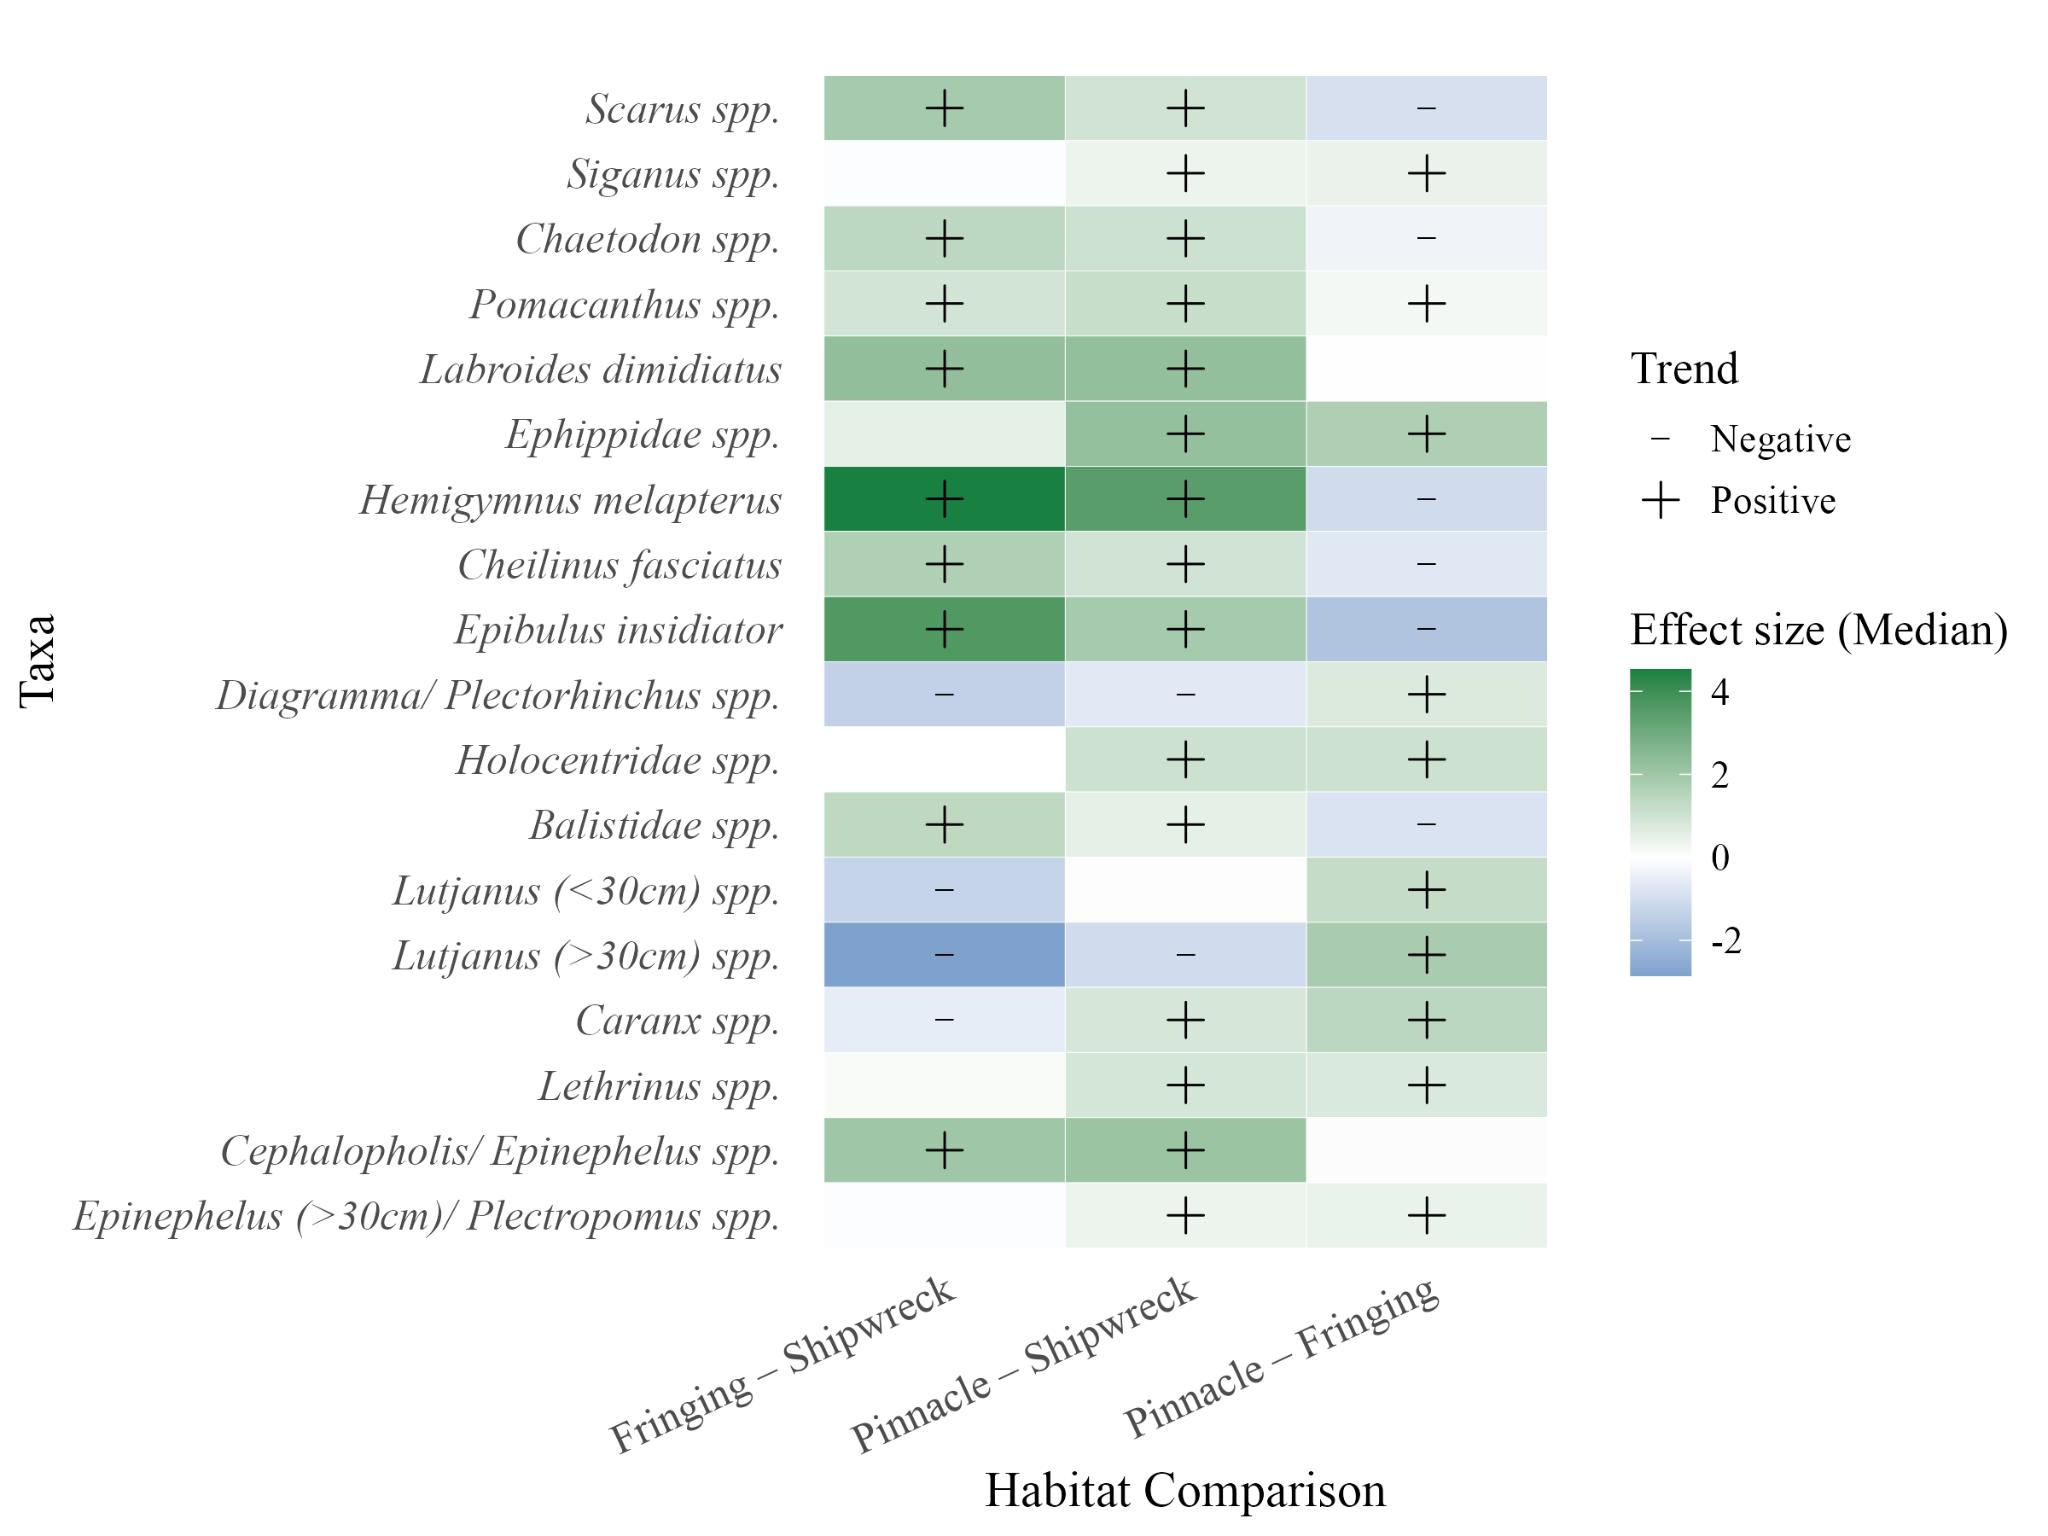 Scarus spp.
Siganus spp.
Chaetodon spp.
Pomacanthus spp.
Labroides dimidiatus
Ephippidae spp.
Hemigymnus melapterus
Cheilinus fasciatus
Epibulus insidiator
Diagramma/ Plectorhinchus spp.
Holocentridae spp.
Balistidae spp.
Lutjanus (<30cm) spp.
Lutjanus (>30cm) spp.
Caranx spp.
Lethrinus spp.
Cephalopholis/ Epinephelus spp.
Epinephelus (>30cm)/ Plectropomus spp.
Taxa
Fringing – Shipwreck
Pinnacle – Shipwreck
Pinnacle – Fringing
Habitat Comparison
Trend
− Negative
+ Positive
Effect size (Median)
4
2
0
-2